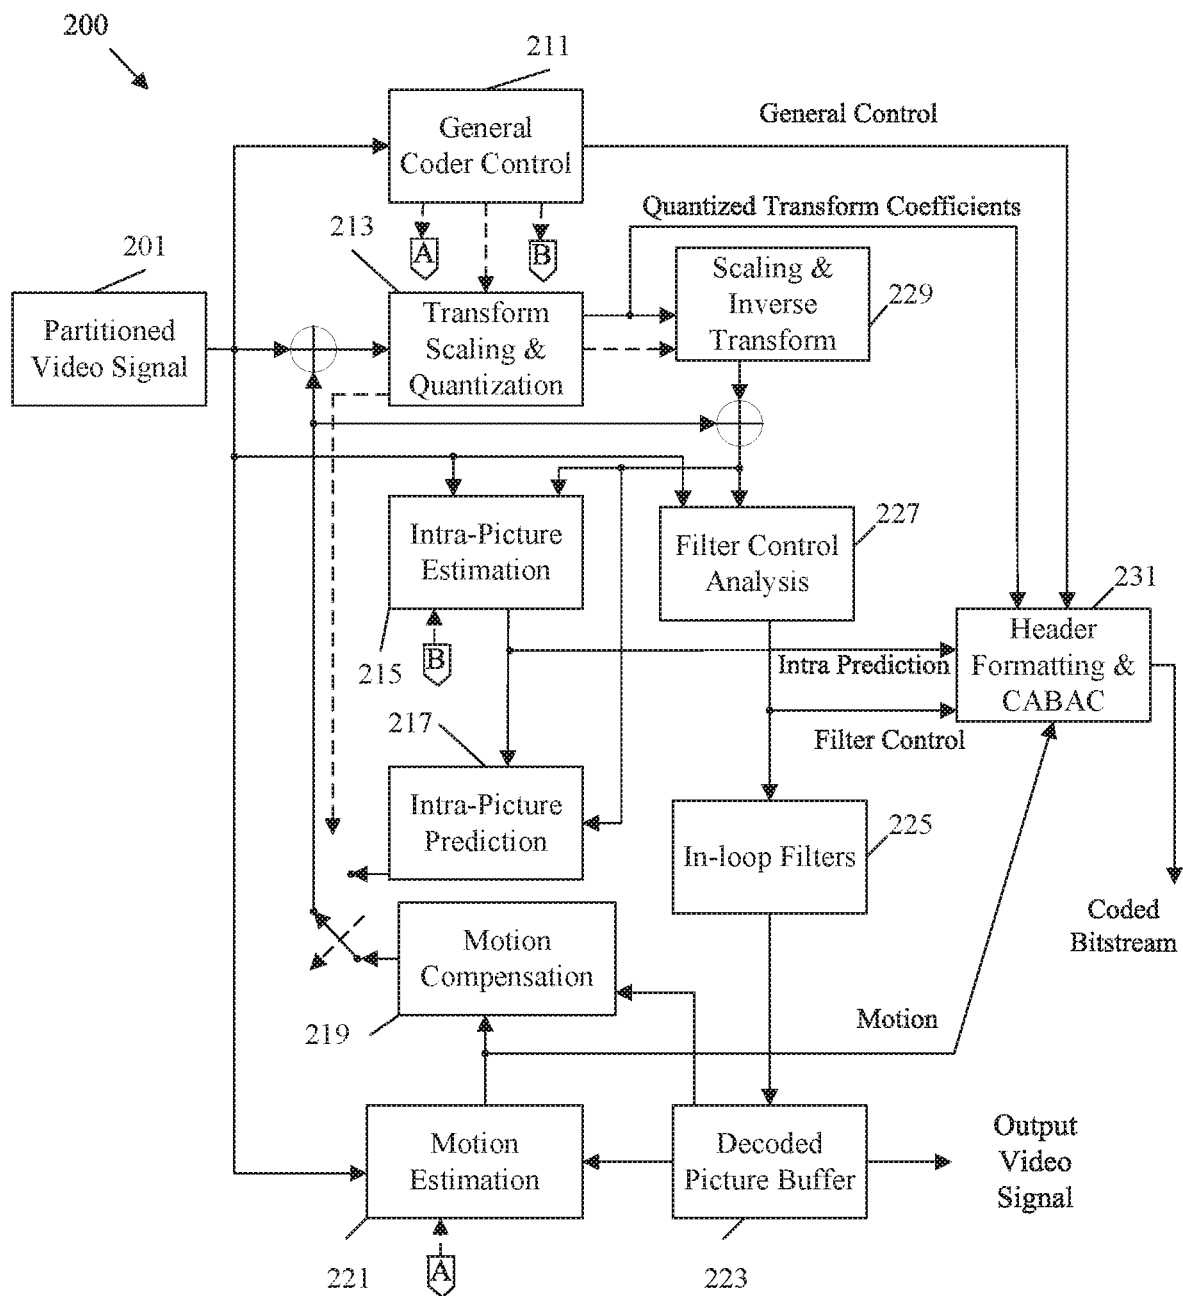 200
211
General
Coder Control
General Control
A
B
Quantized Transform Coefficients
201
213
Partitioned
Video Signal
Transform
Scaling &
Quantization
Scaling &
Inverse
Transform
229
Intra-Picture
Estimation
215
B
227
Filter Control
Analysis
231
Header
Formatting &
CABAC
Intra Prediction
Filter Control
217
Intra-Picture
Prediction
225
In-loop Filters
Coded
Bitstream
Motion
Compensation
219
Motion
Motion
Estimation
221
A
Decoded
Picture Buffer
223
Output
Video
Signal